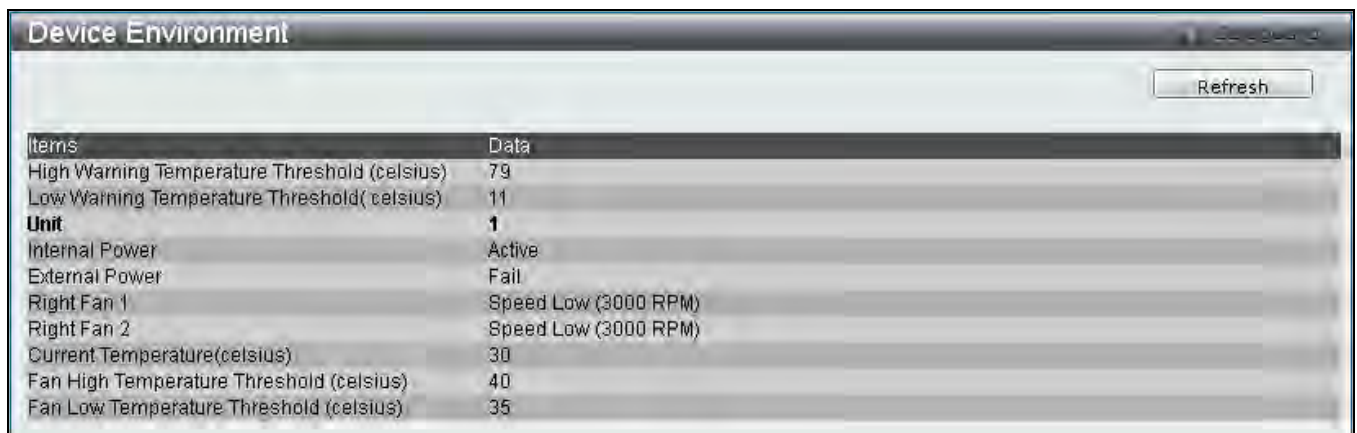 Device Environment
Refresh
Items Data
High Warning Temperature Threshold (celsius) 79
Low Warning Temperature Threshold( celsius) 11
Unit 1
Internal Power Active
External Power Fail
Right Fan 1 Speed Low (3000 RPM)
Right Fan 2 Speed Low (3000 RPM)
Current Temperature(celsius) 30
Fan High Temperature Threshold (celsius) 40
Fan Low Temperature Threshold (celsius) 35